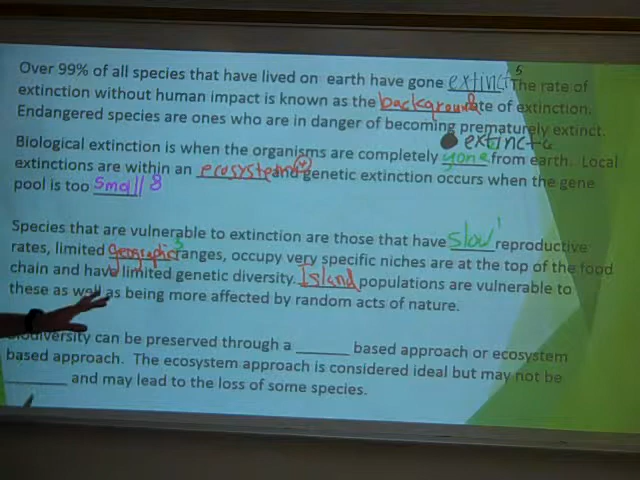 Over 99% of all species that have lived on earth have gone extinct 5 The rate of
extinction without human impact is known as the background rate of extinction.
Endangered species are ones who are in danger of becoming prematurely extinct.
extinct
Biological extinction is when the organisms are completely gone from earth. Local
extinctions are within an ecosystem and genetic extinction occurs when the gene
pool is too small 8
Species that are vulnerable to extinction are those that have slow 1 reproductive
rates, limited geographic 3 ranges, occupy very specific niches are at the top of the food
chain and have limited genetic diversity. Island populations are vulnerable to
these as well as being more affected by random acts of nature.
Biodiversity can be preserved through a ______ based approach or ecosystem
based approach. The ecosystem approach is considered ideal but may not be
______ and may lead to the loss of some species.